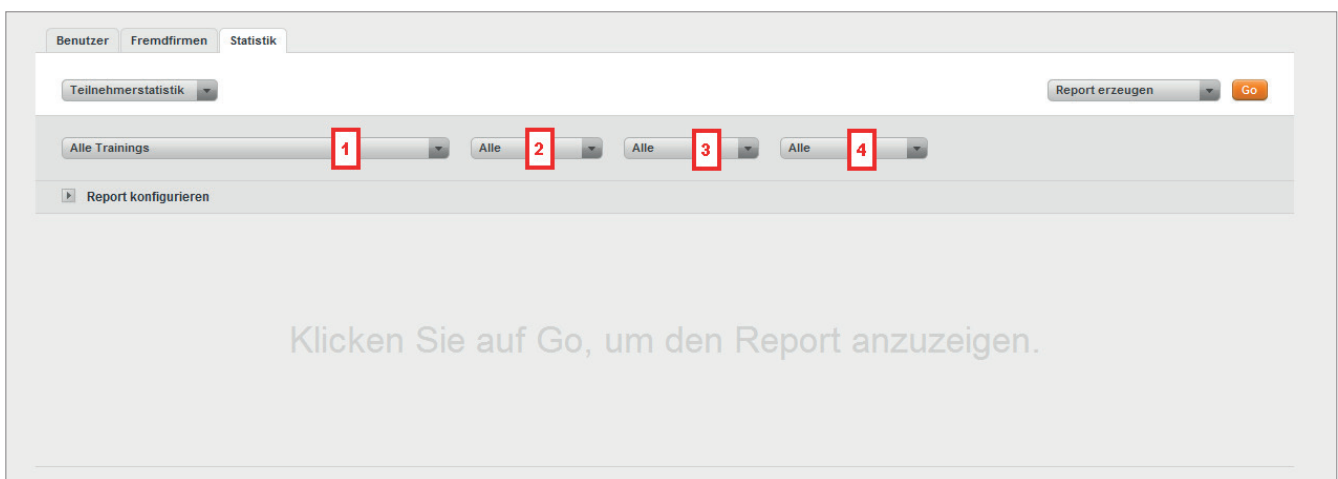 Benutzer Fremdfirmen Statistik
Teilnehmerstatistik Report erzeugen Go
Alle Trainings 1 Alle 2 Alle 3 Alle 4
Report konfigurieren
Klicken Sie auf Go, um den Report anzuzeigen.